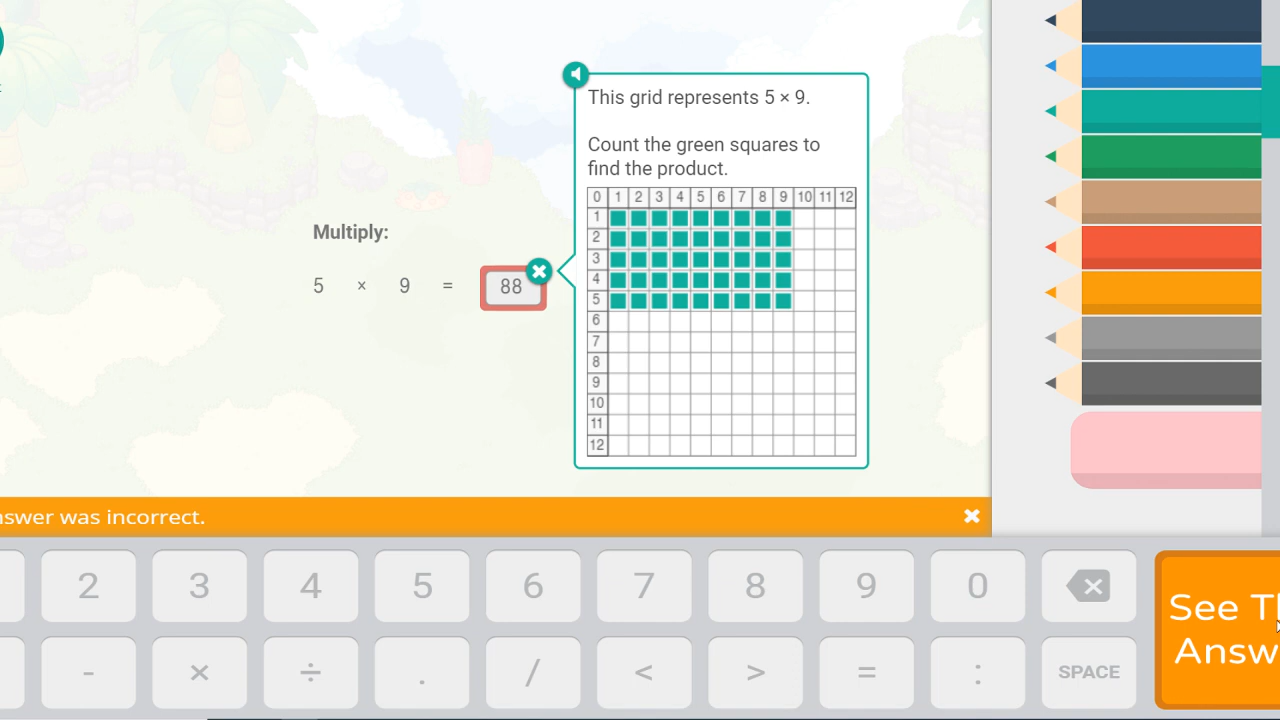 This grid represents 5 × 9.
Count the green squares to
find the product.
0 1 2 3 4 5 6 7 8 9 10 11 12
1
2
3
4
5
6
7
8
9
10
11
12
Multiply:
5 × 9 = 88
was incorrect.
2 3 4 5 6 7 8 9 0
- × ÷ . / < > = : SPACE
See